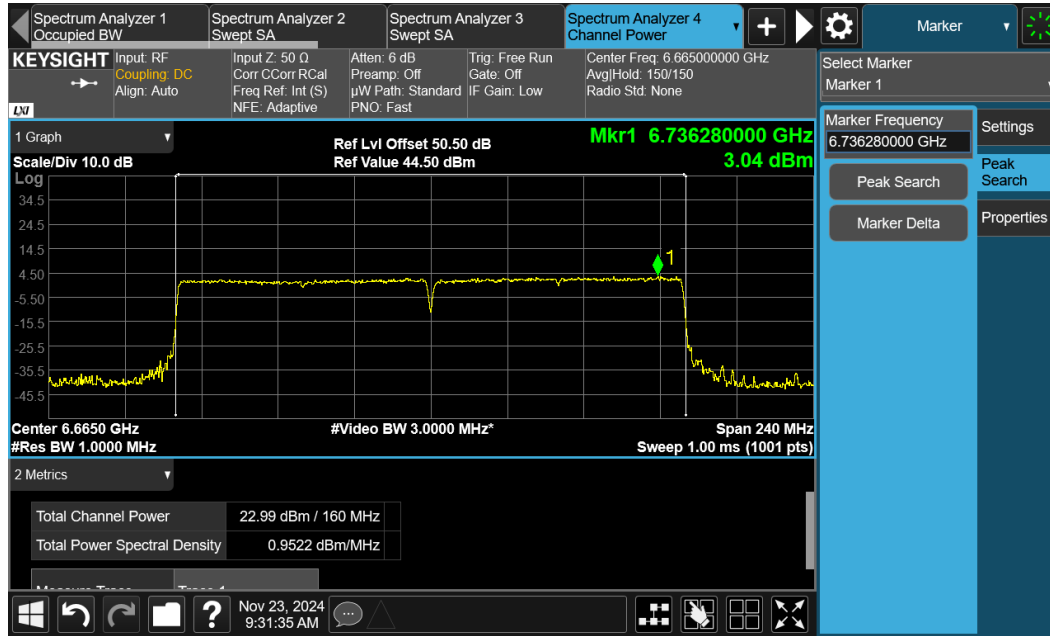 Spectrum Analyzer 1
Occupied BW
Spectrum Analyzer 2
Swept SA
Spectrum Analyzer 3
Swept SA
Spectrum Analyzer 4
Channel Power
Marker
KEYSIGHT
LXI
Input: RF
Coupling: DC
Align: Auto
Input Z: 50 Ω
Corr CCorr RCal
Freq Ref: Int (S)
NFE: Adaptive
Atten: 6 dB
Preamp: Off
µW Path: Standard
PNO: Fast
Trig: Free Run
Gate: Off
IF Gain: Low
Center Freq: 6.665000000 GHz
Avg|Hold: 150/150
Radio Std: None
Select Marker
Marker 1
Marker Frequency
6.736280000 GHz
Peak Search
Marker Delta
Settings
Peak
Search
Properties
1 Graph
Scale/Div 10.0 dB
Ref Lvl Offset 50.50 dB
Ref Value 44.50 dBm
Mkr1 6.736280000 GHz
3.04 dBm
Log
34.5
24.5
14.5
4.50
-5.50
-15.5
-25.5
-35.5
-45.5
1
Center 6.6650 GHz
#Res BW 1.0000 MHz
#Video BW 3.0000 MHz*
Span 240 MHz
Sweep 1.00 ms (1001 pts)
2 Metrics
Total Channel Power 22.99 dBm / 160 MHz
Total Power Spectral Density 0.9522 dBm/MHz
Nov 23, 2024
9:31:35 AM